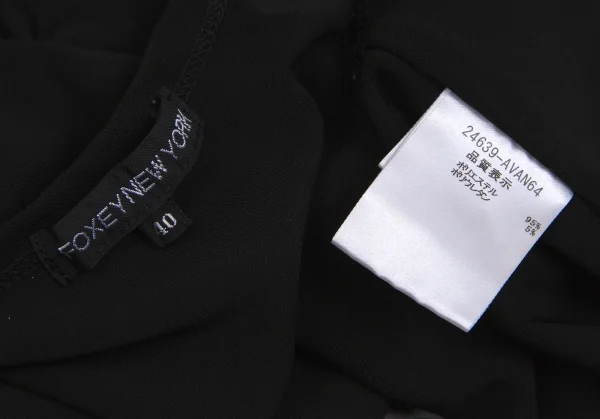 FOXEY NEW YORK
40
24639-AVAN64
品質表示
ポリエステル 95%
ポリウレタン 5%